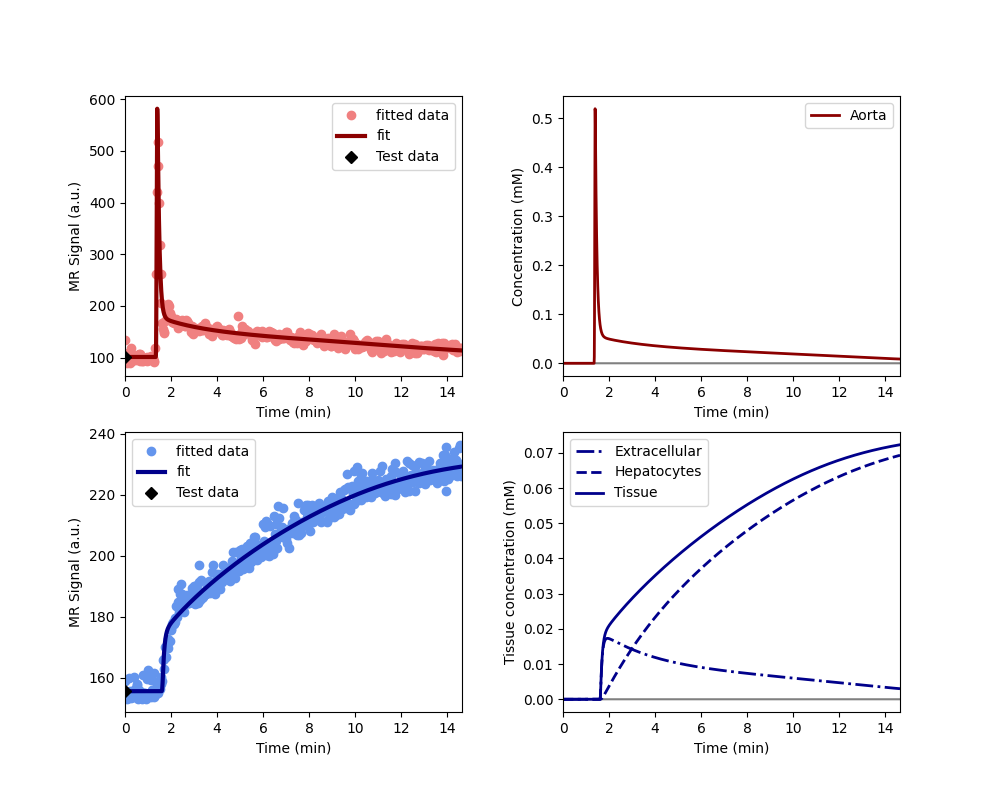 600
500
400
300
200
100
MR Signal (a.u.)
fitted data
fit
Test data
0 2 4 6 8 10 12 14
Time (min)
0.5
0.4
0.3
0.2
0.1
0.0
Concentration (mM)
Aorta
0 2 4 6 8 10 12 14
Time (min)
240
220
200
180
160
MR Signal (a.u.)
fitted data
fit
Test data
0 2 4 6 8 10 12 14
Time (min)
0.07
0.06
0.05
0.04
0.03
0.02
0.01
0.00
Tissue concentration (mM)
Extracellular
Hepatocytes
Tissue
0 2 4 6 8 10 12 14
Time (min)